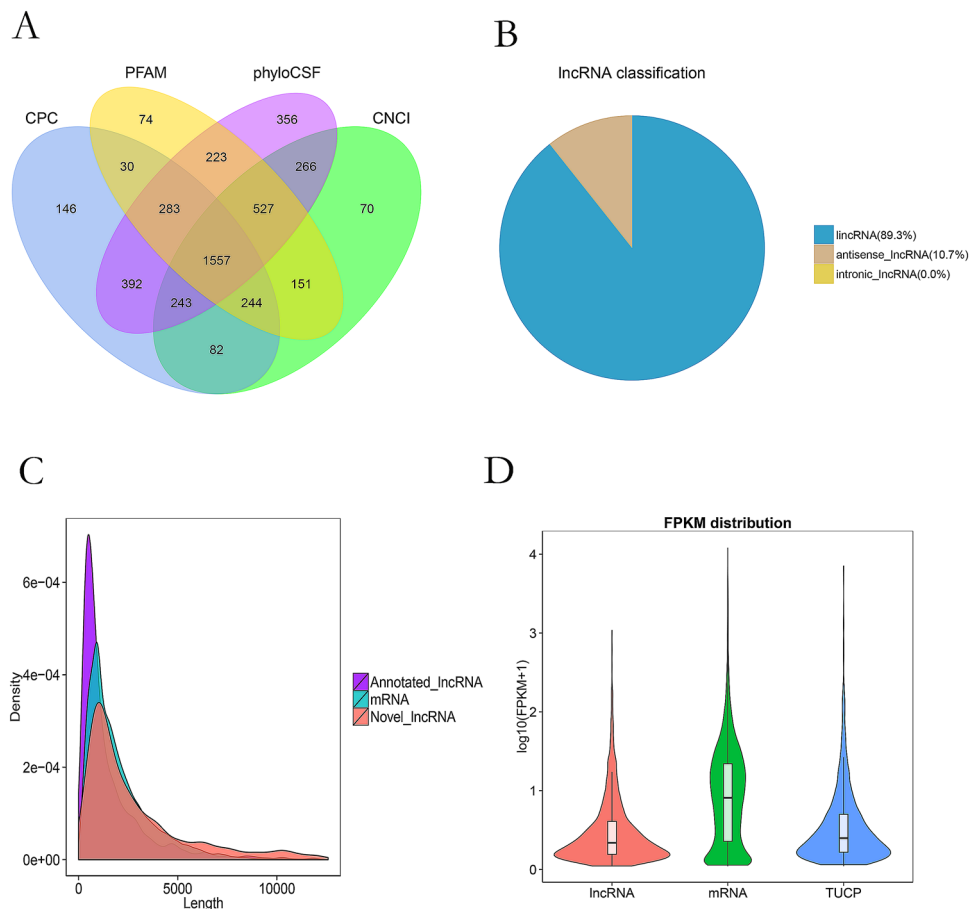 A
PFAM
phyloCSF
CPC
CNCI
74
356
30
223
266
146
283
527
70
1557
392
243
244
151
82
B
lncRNA classification
lincRNA(89.3%)
antisense_lncRNA(10.7%)
intronic_lncRNA(0.0%)
C
6e−04
4e−04
2e−04
0e+00
Density
0
5000
10000
Length
Annotated_lncRNA
mRNA
Novel_lncRNA
D
FPKM distribution
4
3
2
1
0
log10(FPKM+1)
lncRNA
mRNA
TUCP